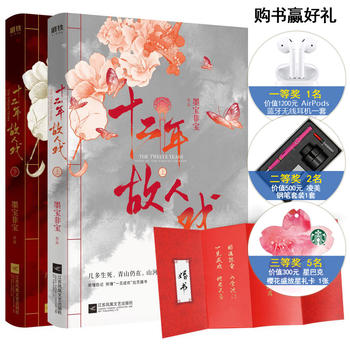 购书赢好礼
一等奖 1名
价值1200元 AirPods
蓝牙无线耳机一套
二等奖 2名
价值500元 凌美
钢笔套装1套
三等奖 5名
价值300元 星巴克
樱花盛放星礼卡 1张
十二年
故人戏
上
墨宝非宝
THE TWELVE YEARS
几多生死，青山仍在，山河
江苏凤凰文艺出版社
十二年
故人戏
下
墨宝非宝
婚书